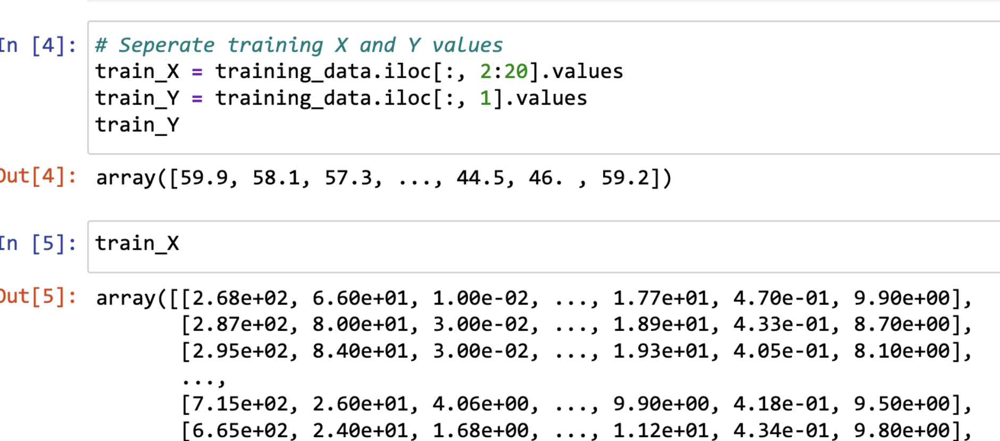 In [4]:
# Seperate training X and Y values
train_X = training_data.iloc[:, 2:20].values
train_Y = training_data.iloc[:, 1].values
train_Y
Out[4]: array([59.9, 58.1, 57.3, ..., 44.5, 46. , 59.2])
In [5]: train_X
Out[5]: array([[2.68e+02, 6.60e+01, 1.00e-02, ..., 1.77e+01, 4.70e-01, 9.90e+00],
[2.87e+02, 8.00e+01, 3.00e-02, ..., 1.89e+01, 4.33e-01, 8.70e+00],
[2.95e+02, 8.40e+01, 3.00e-02, ..., 1.93e+01, 4.05e-01, 8.10e+00],
...,
[7.15e+02, 2.60e+01, 4.06e+00, ..., 9.90e+00, 4.18e-01, 9.50e+00],
[6.65e+02, 2.40e+01, 1.68e+00, ..., 1.12e+01, 4.34e-01, 9.80e+00],